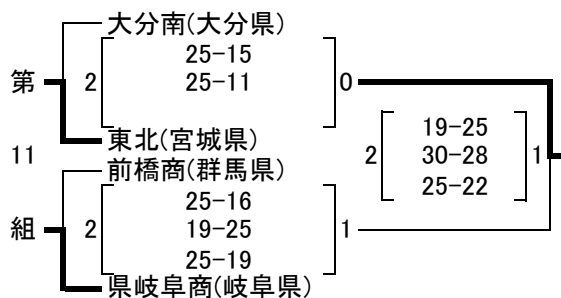 大分南(大分県)
25-15
第 2 25-11 0
東北(宮城県)
11
前橋商(群馬県)
19-25
2 30-28 1
25-22
25-16
組 2 19-25 1
25-19
県岐阜商(岐阜県)